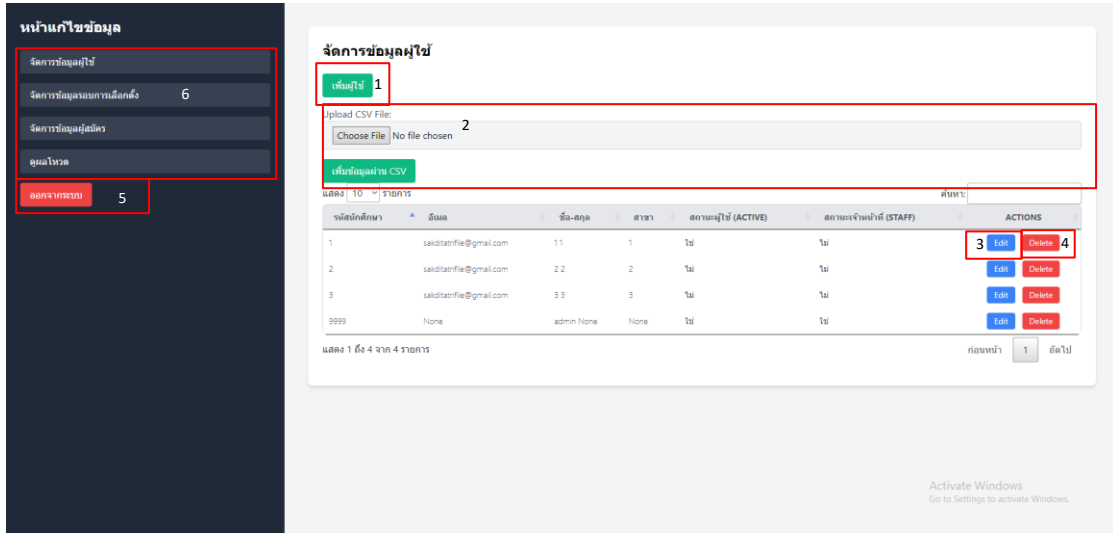 หน้าแก้ไขข้อมูล
จัดการข้อมูลผู้ใช้
จัดการข้อมูลรอบการเลือกตั้ง 6
จัดการข้อมูลผู้สมัคร
ดูผลโหวต
ออกจากระบบ 5
จัดการข้อมูลผู้ใช้
เพิ่มผู้ใช้ 1
Upload CSV File:
Choose File No file chosen 2
เพิ่มข้อมูลผ่าน CSV
แสดง 10 รายการ ค้นหา:
รหัสนักศึกษา อีเมล ชื่อ-สกุล สาขา สถานะผู้ใช้ (ACTIVE) สถานะเจ้าหน้าที่ (STAFF) ACTIONS
1 sakditatrifile@gmail.com 1 1 1 ใช่ ไม่ 3 Edit Delete 4
2 sakditatrifile@gmail.com 2 2 2 ไม่ ไม่ Edit Delete
3 sakditatrifile@gmail.com 3 3 3 ไม่ ไม่ Edit Delete
9999 None admin None None ใช่ ใช่ Edit Delete
แสดง 1 ถึง 4 จาก 4 รายการ ก่อนหน้า 1 ถัดไป
Activate Windows
Go to Settings to activate Windows.